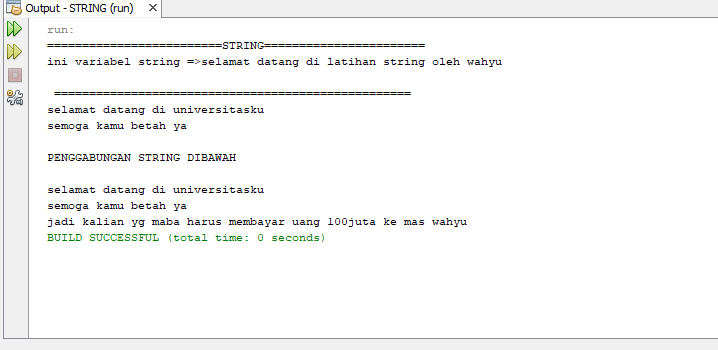 Output - STRING (run)
run:
=========================STRING=======================
ini variabel string =>selamat datang di latihan string oleh wahyu
===================================================
selamat datang di universitasku
semoga kamu betah ya
PENGGABUNGAN STRING DIBAWAH
selamat datang di universitasku
semoga kamu betah ya
jadi kalian yg maba harus membayar uang 100juta ke mas wahyu
BUILD SUCCESSFUL (total time: 0 seconds)